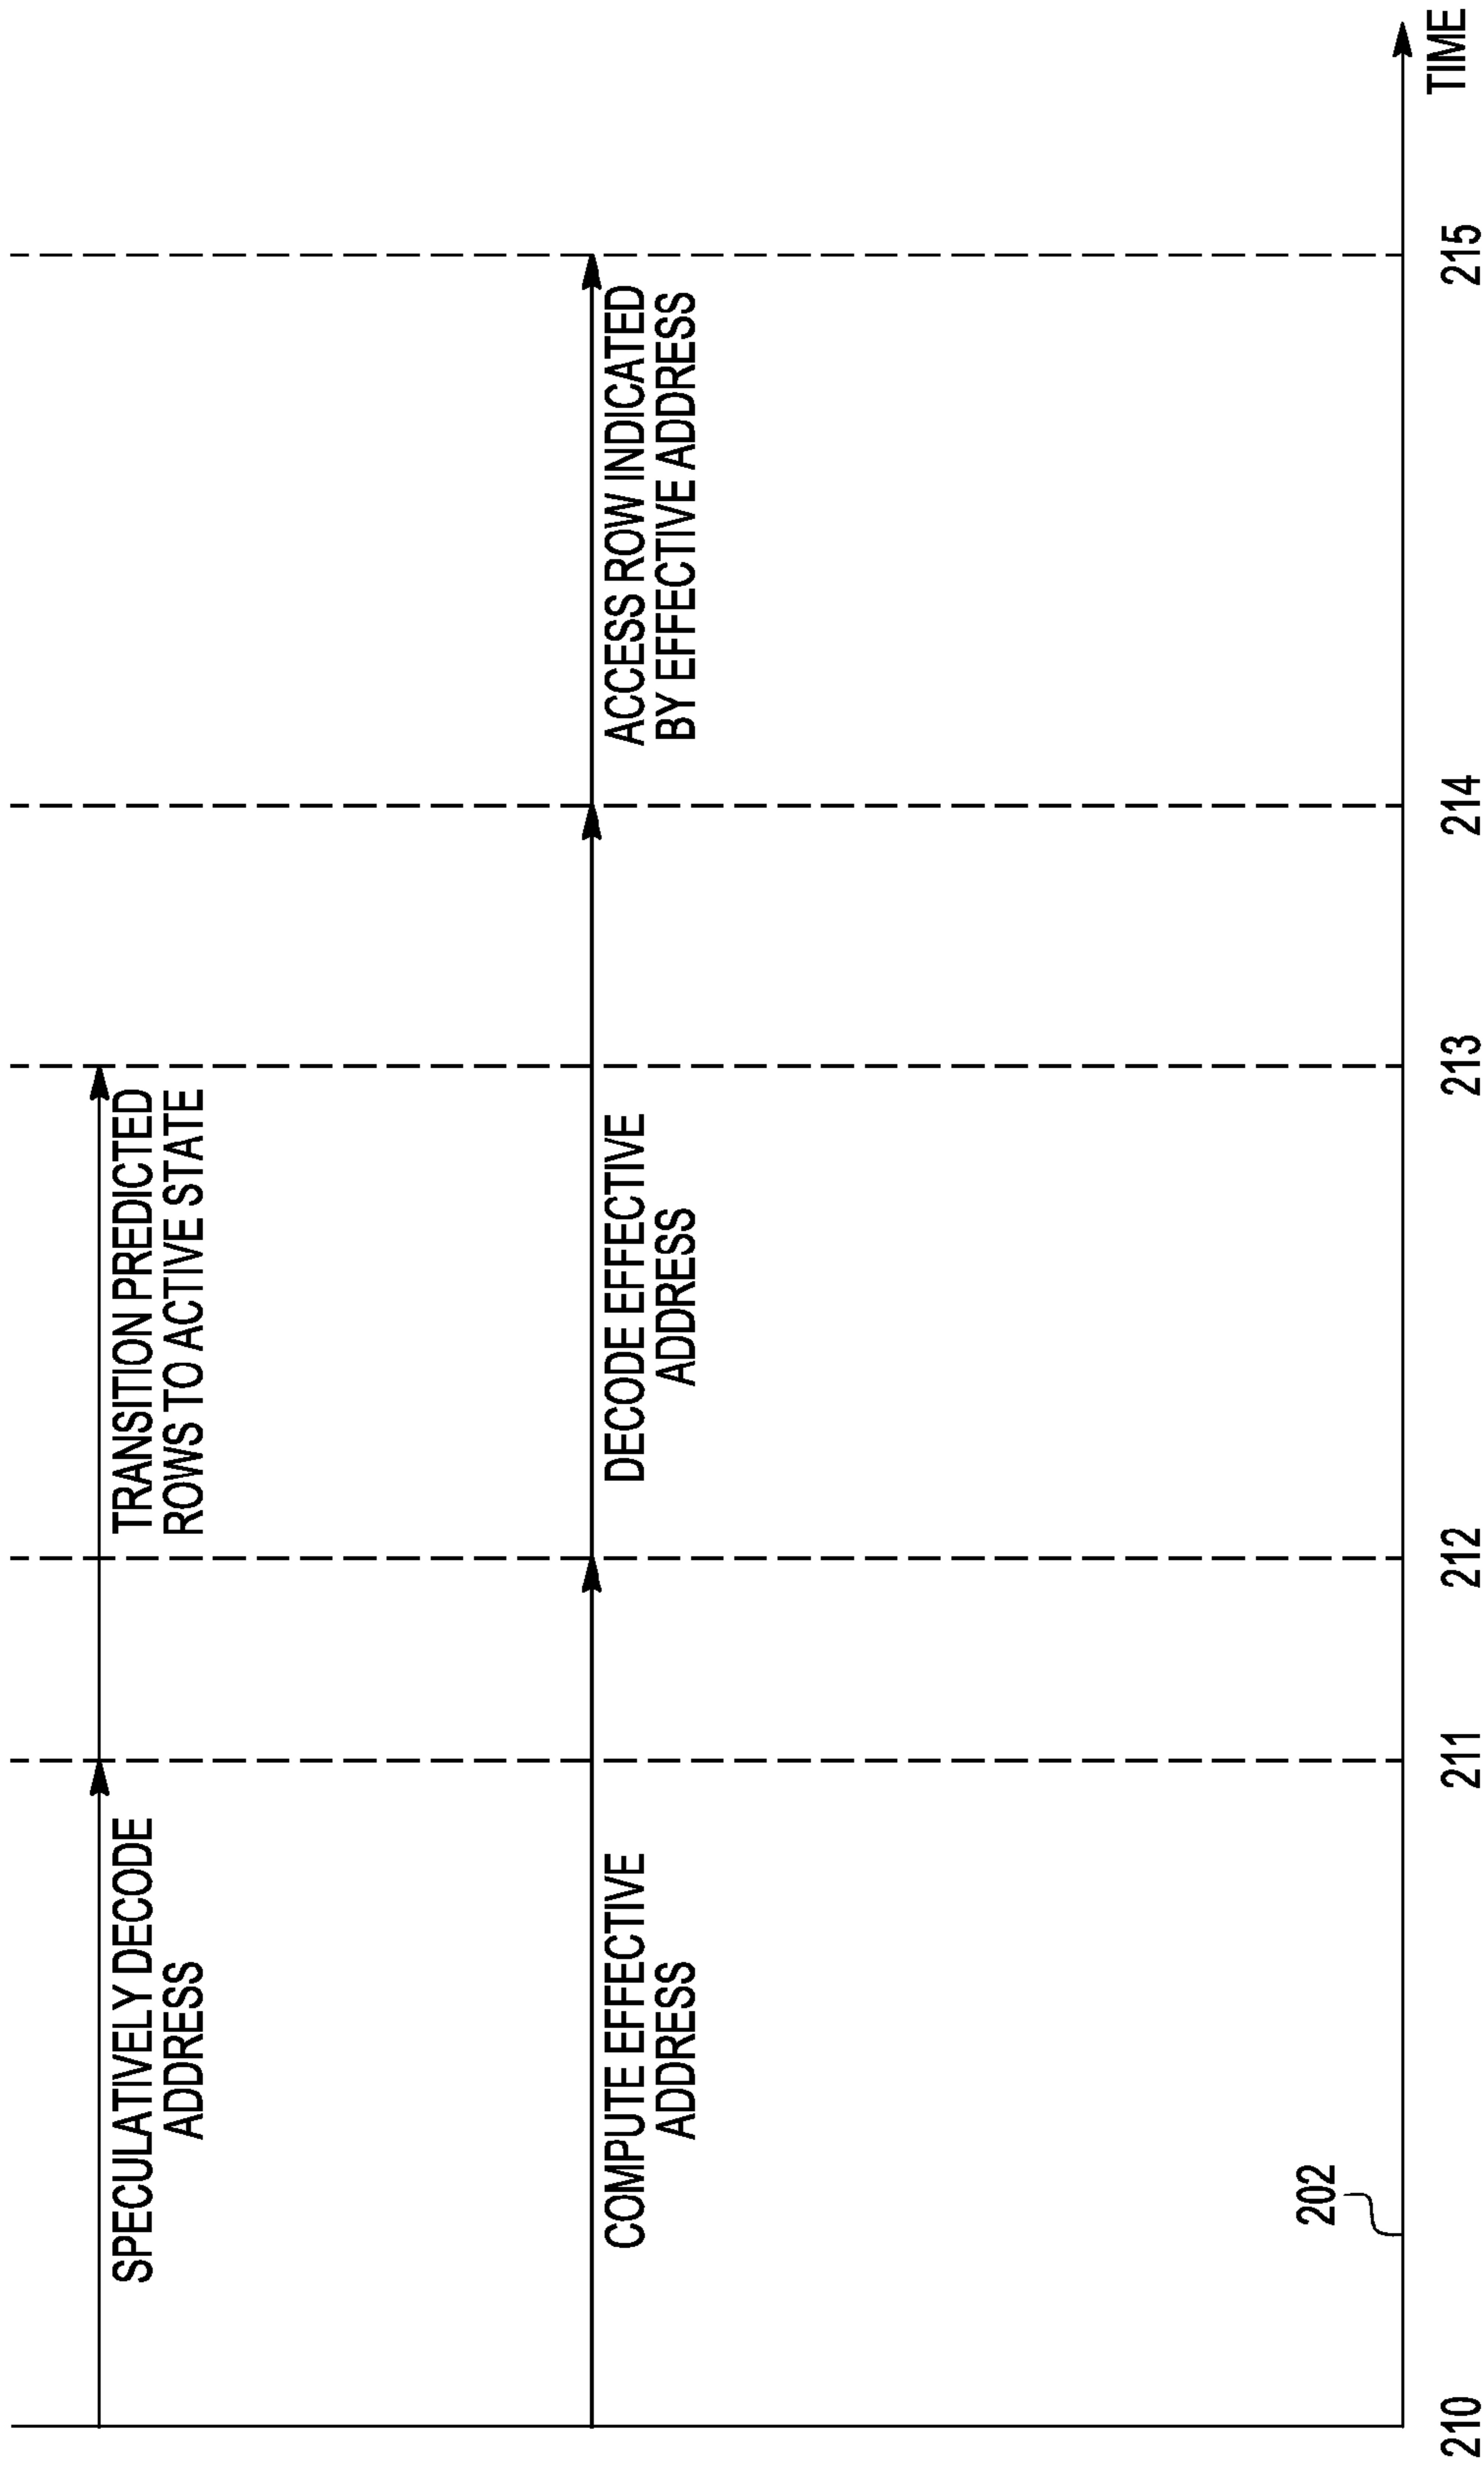 SPECULATIVELY DECODE
ADDRESS
TRANSITION PREDICTED
ROWS TO ACTIVE STATE
COMPUTE EFFECTIVE
ADDRESS
DECODE EFFECTIVE
ADDRESS
ACCESS ROW INDICATED
BY EFFECTIVE ADDRESS
202
210
211
212
213
214
215
TIME